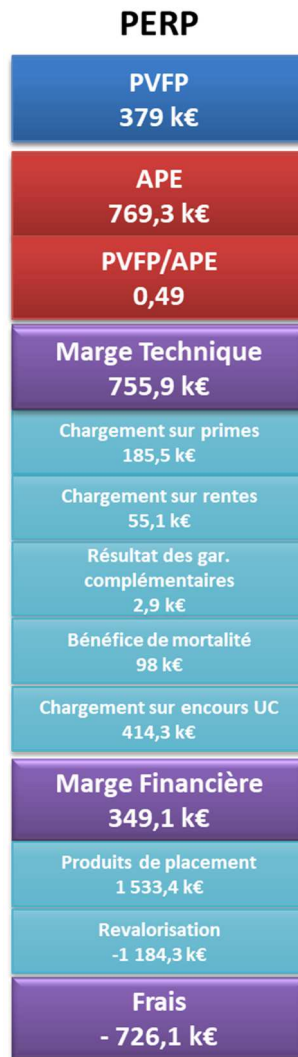 PERP
PVFP
379 k€
APE
769,3 k€
PVFP/APE
0,49
Marge Technique
755,9 k€
Chargement sur primes
185,5 k€
Chargement sur rentes
55,1 k€
Résultat des gar.
complémentaires
2,9 k€
Bénéfice de mortalité
98 k€
Chargement sur encours UC
414,3 k€
Marge Financière
349,1 k€
Produits de placement
1 533,4 k€
Revalorisation
-1 184,3 k€
Frais
- 726,1 k€